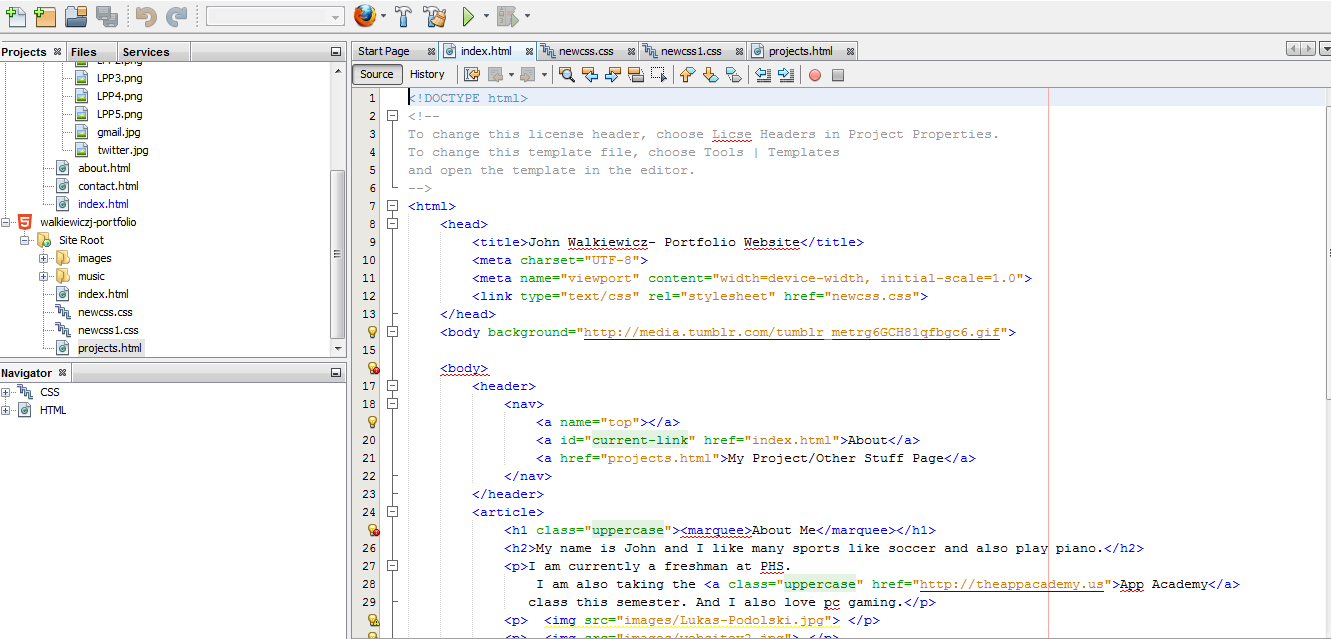 Projects Files Services
LPP2.png
LPP3.png
LPP4.png
LPP5.png
gmail.jpg
twitter.jpg
about.html
contact.html
index.html
walkiewiczj-portfolio
Site Root
images
music
index.html
newcss.css
newcss1.css
projects.html
Navigator
CSS
HTML
Start Page index.html newcss.css newcss1.css projects.html
Source History
1 <!DOCTYPE html>
2 <!--
3 To change this license header, choose Licse Headers in Project Properties.
4 To change this template file, choose Tools | Templates
5 and open the template in the editor.
6 -->
7 <html>
8 <head>
9 <title>John Walkiewicz- Portfolio Website</title>
10 <meta charset="UTF-8">
11 <meta name="viewport" content="width=device-width, initial-scale=1.0">
12 <link type="text/css" rel="stylesheet" href="newcss.css">
13 </head>
<body background="http://media.tumblr.com/tumblr_metrg6GCH81qfbgc6.gif">
15
<body>
17 <header>
18 <nav>
<a name="top"></a>
20 <a id="current-link" href="index.html">About</a>
21 <a href="projects.html">My Project/Other Stuff Page</a>
22 </nav>
23 </header>
24 <article>
<h1 class="uppercase"><marquee>About Me</marquee></h1>
26 <h2>My name is John and I like many sports like soccer and also play piano.</h2>
27 <p>I am currently a freshman at PHS.
28 I am also taking the <a class="uppercase" href="http://theappacademy.us">App Academy</a>
29 class this semester. And I also love pc gaming.</p>
<p> <img src="images/Lukas-Podolski.jpg"> </p>